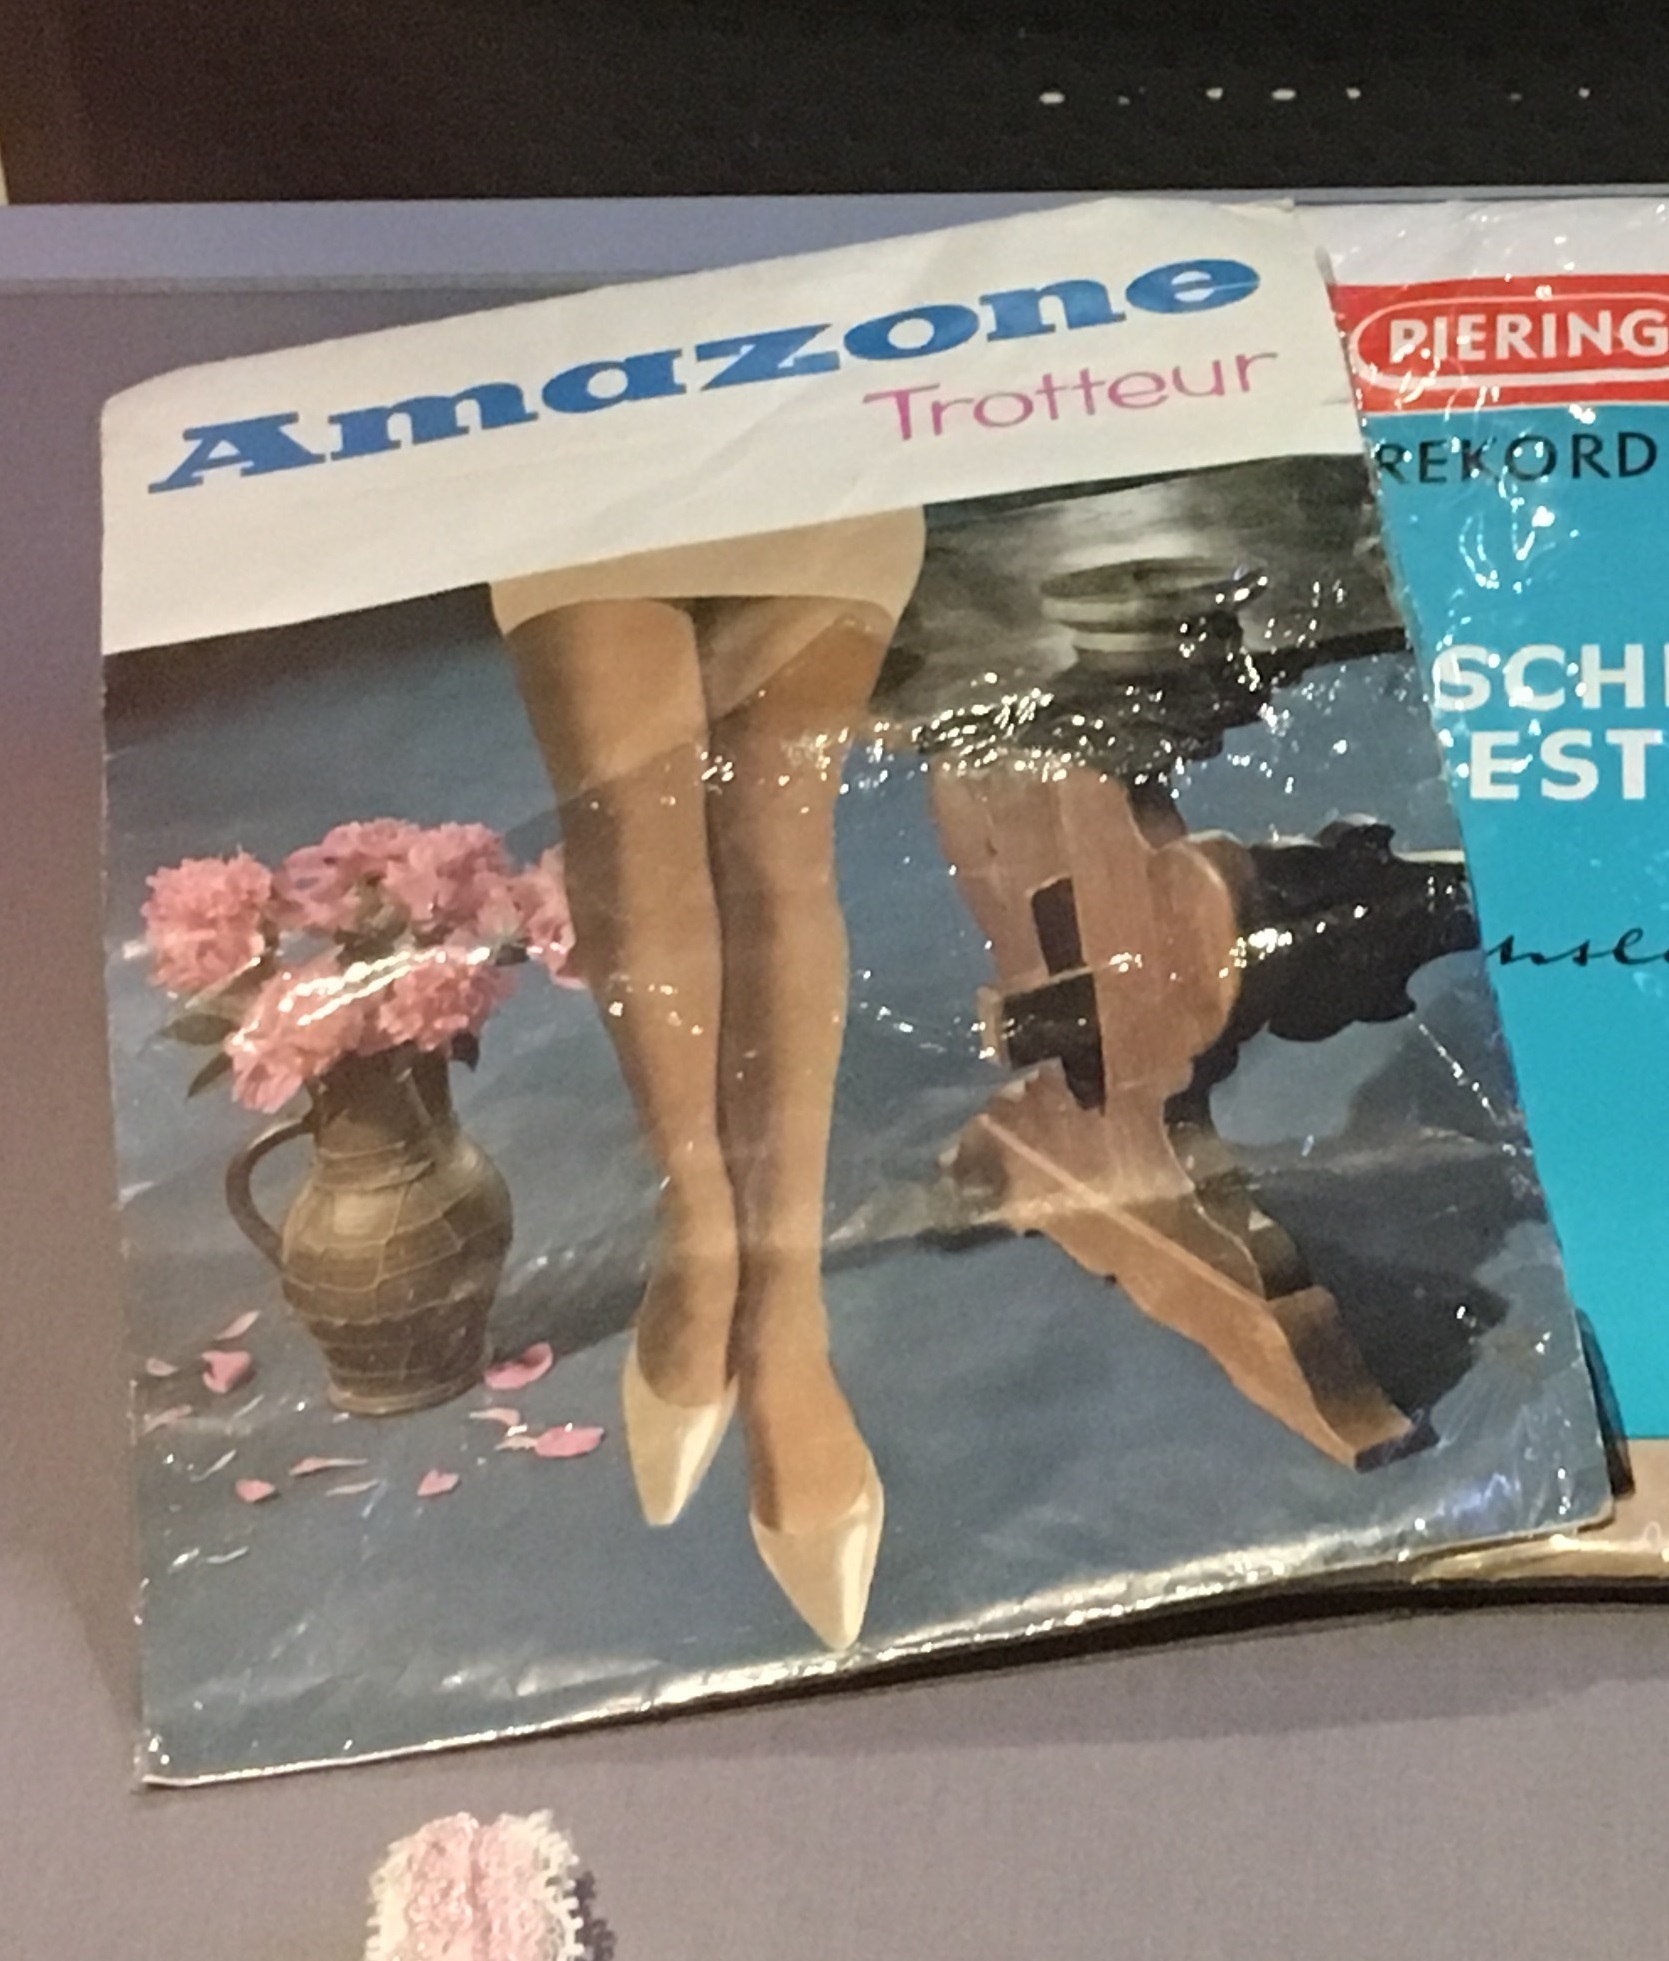 Amazone
Trotteur
PIERING
REKORD
SCH
EST